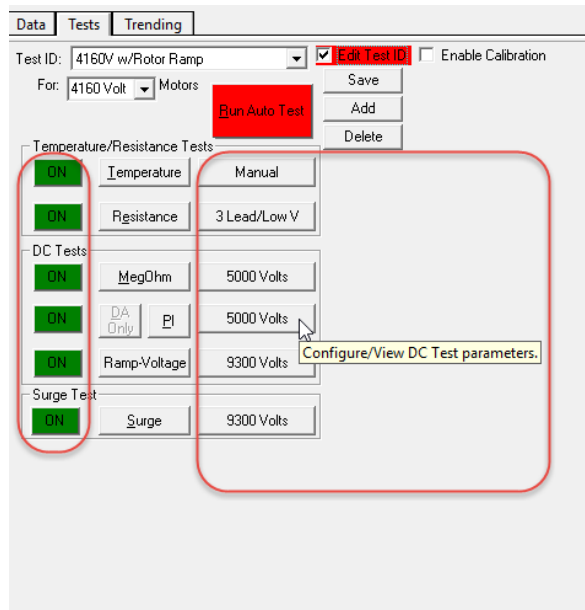 Data Tests Trending
Test ID: 4160V w/Rotor Ramp Edit Test ID Enable Calibration
For: 4160 Volt Motors Save
Run Auto Test Add
Delete
Temperature/Resistance Tests
ON Temperature Manual
ON Resistance 3 Lead/Low V
DC Tests
ON MegOhm 5000 Volts
ON DA Only PI 5000 Volts
Configure/View DC Test parameters.
ON Ramp-Voltage 9300 Volts
Surge Test
ON Surge 9300 Volts